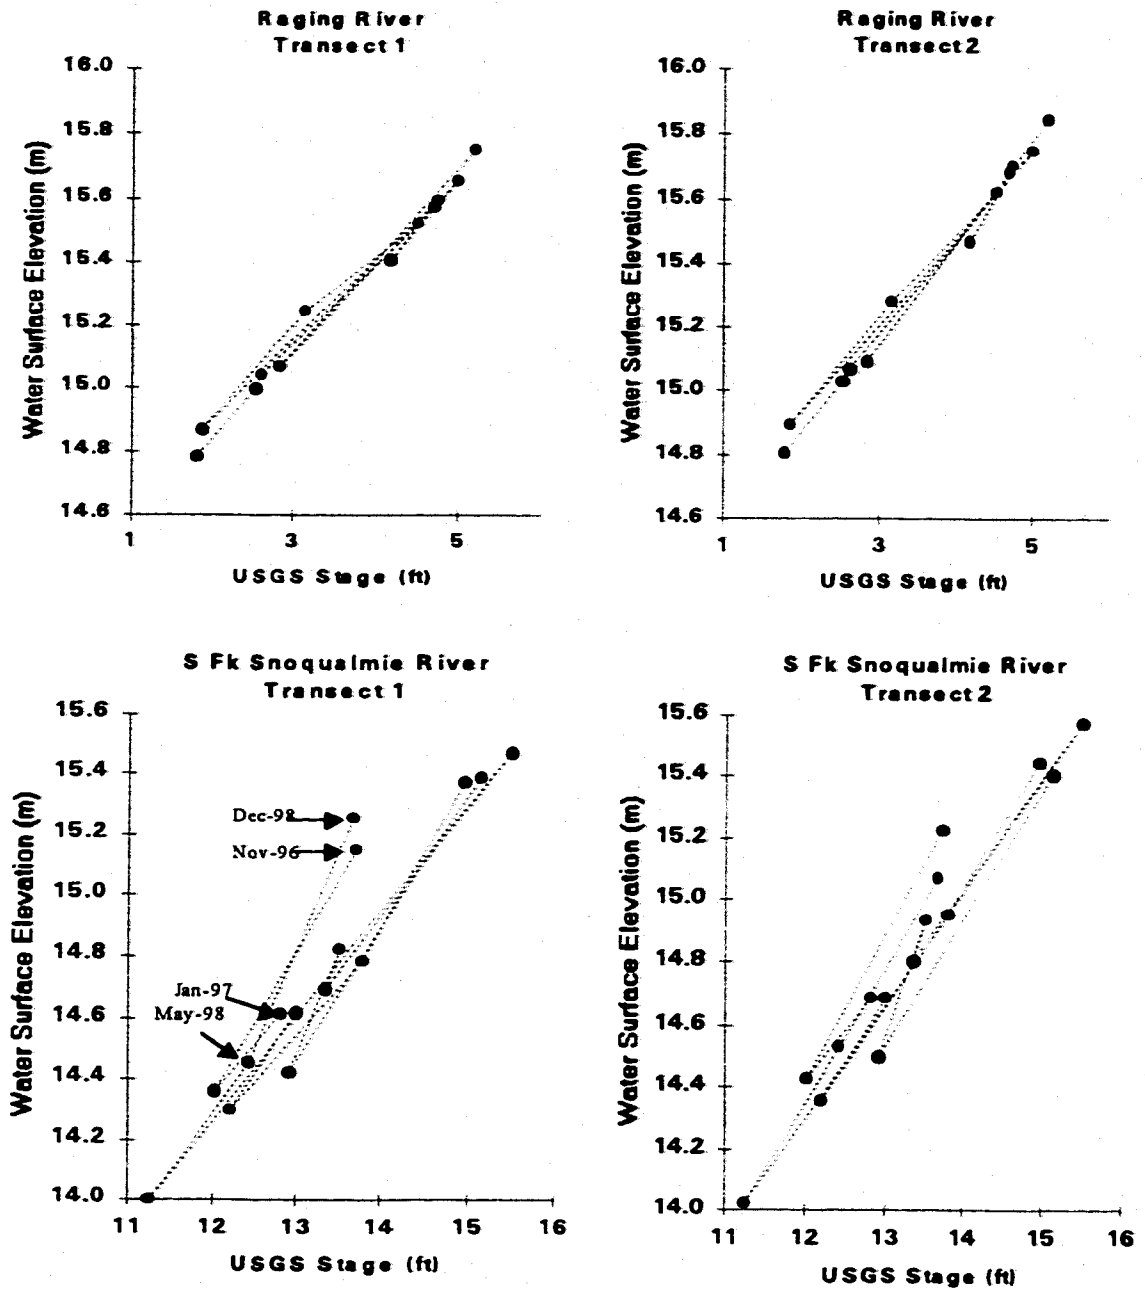 Raging River
Transect 1
16.0
15.8
15.6
15.4
15.2
15.0
14.8
14.6
1
3
5
Water Surface Elevation (m)
USGS Stage (ft)
Raging River
Transect 2
16.0
15.8
15.6
15.4
15.2
15.0
14.8
14.6
1
3
5
Water Surface Elevation (m)
USGS Stage (ft)
S Fk Snoqualmie River
Transect 1
15.6
15.4
15.2
15.0
14.8
14.6
14.4
14.2
14.0
Dec-98
Nov-96
Jan-97
May-98
11
12
13
14
15
16
Water Surface Elevation (m)
USGS Stage (ft)
S Fk Snoqualmie River
Transect 2
15.6
15.4
15.2
15.0
14.8
14.6
14.4
14.2
14.0
11
12
13
14
15
16
Water Surface Elevation (m)
USGS Stage (ft)